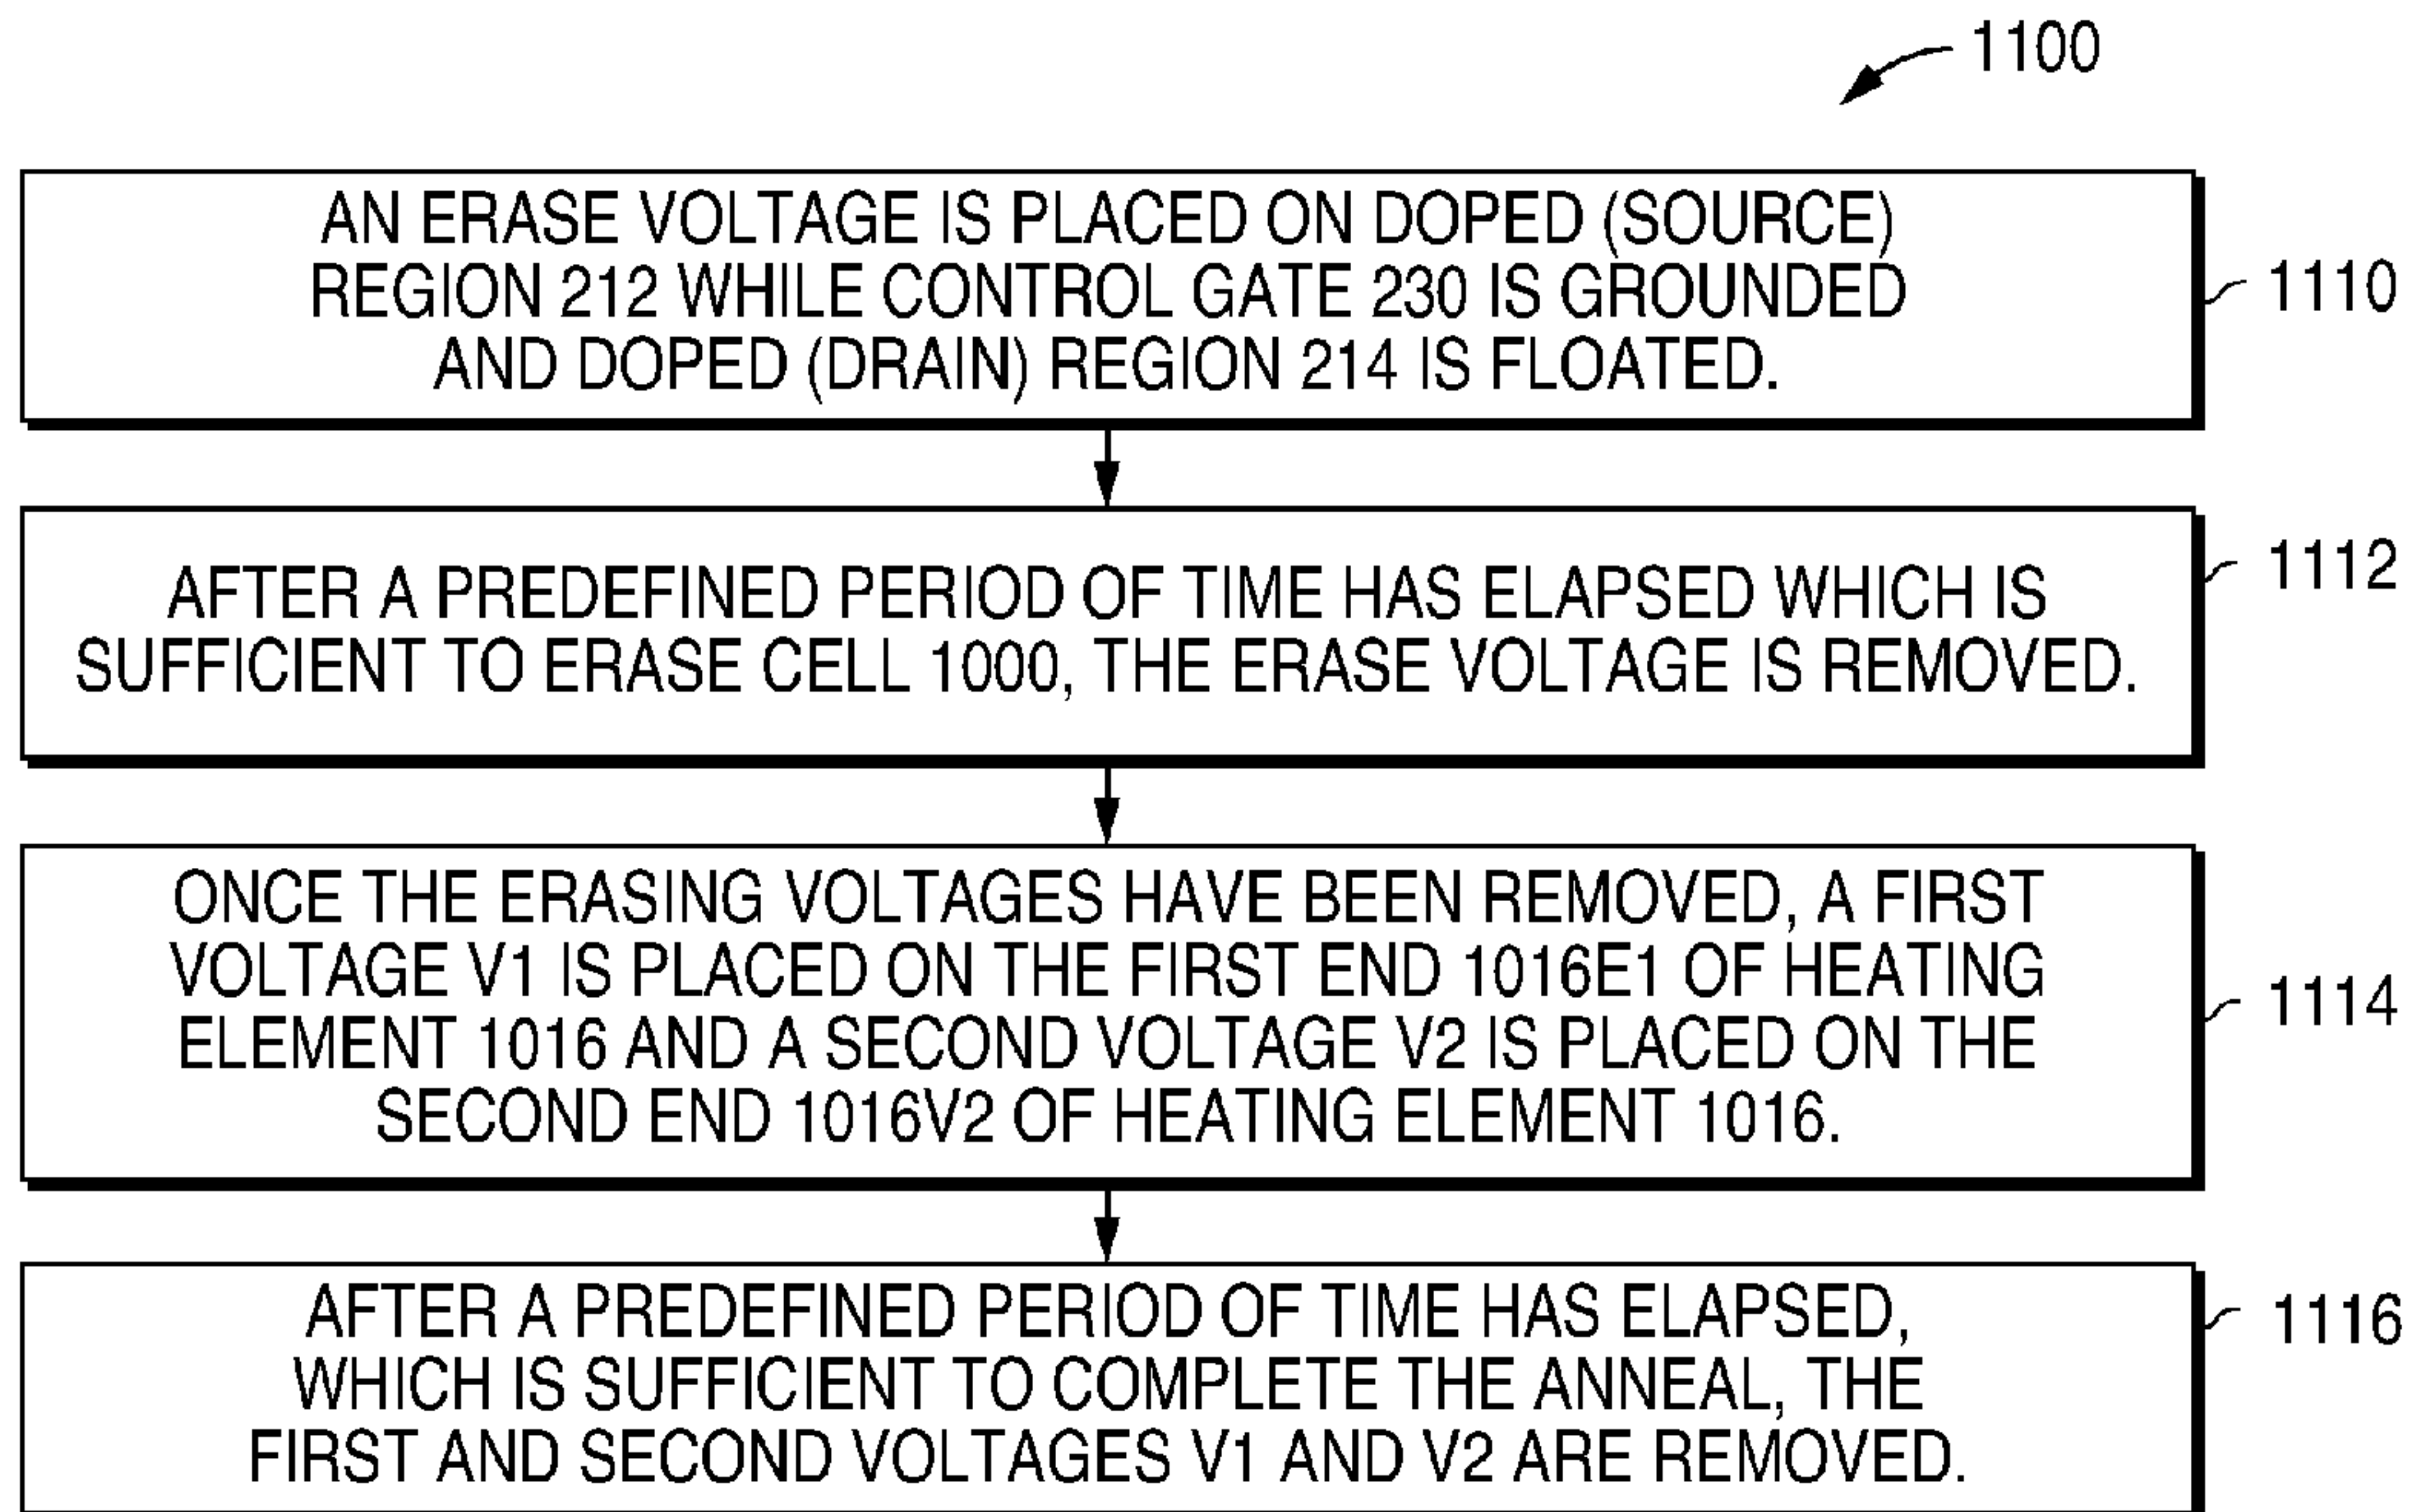 1100
AN ERASE VOLTAGE IS PLACED ON DOPED (SOURCE)
REGION 212 WHILE CONTROL GATE 230 IS GROUNDED
AND DOPED (DRAIN) REGION 214 IS FLOATED.
1110
AFTER A PREDEFINED PERIOD OF TIME HAS ELAPSED WHICH IS
SUFFICIENT TO ERASE CELL 1000, THE ERASE VOLTAGE IS REMOVED.
1112
ONCE THE ERASING VOLTAGES HAVE BEEN REMOVED, A FIRST
VOLTAGE V1 IS PLACED ON THE FIRST END 1016E1 OF HEATING
ELEMENT 1016 AND A SECOND VOLTAGE V2 IS PLACED ON THE
SECOND END 1016V2 OF HEATING ELEMENT 1016.
1114
AFTER A PREDEFINED PERIOD OF TIME HAS ELAPSED,
WHICH IS SUFFICIENT TO COMPLETE THE ANNEAL, THE
FIRST AND SECOND VOLTAGES V1 AND V2 ARE REMOVED.
1116